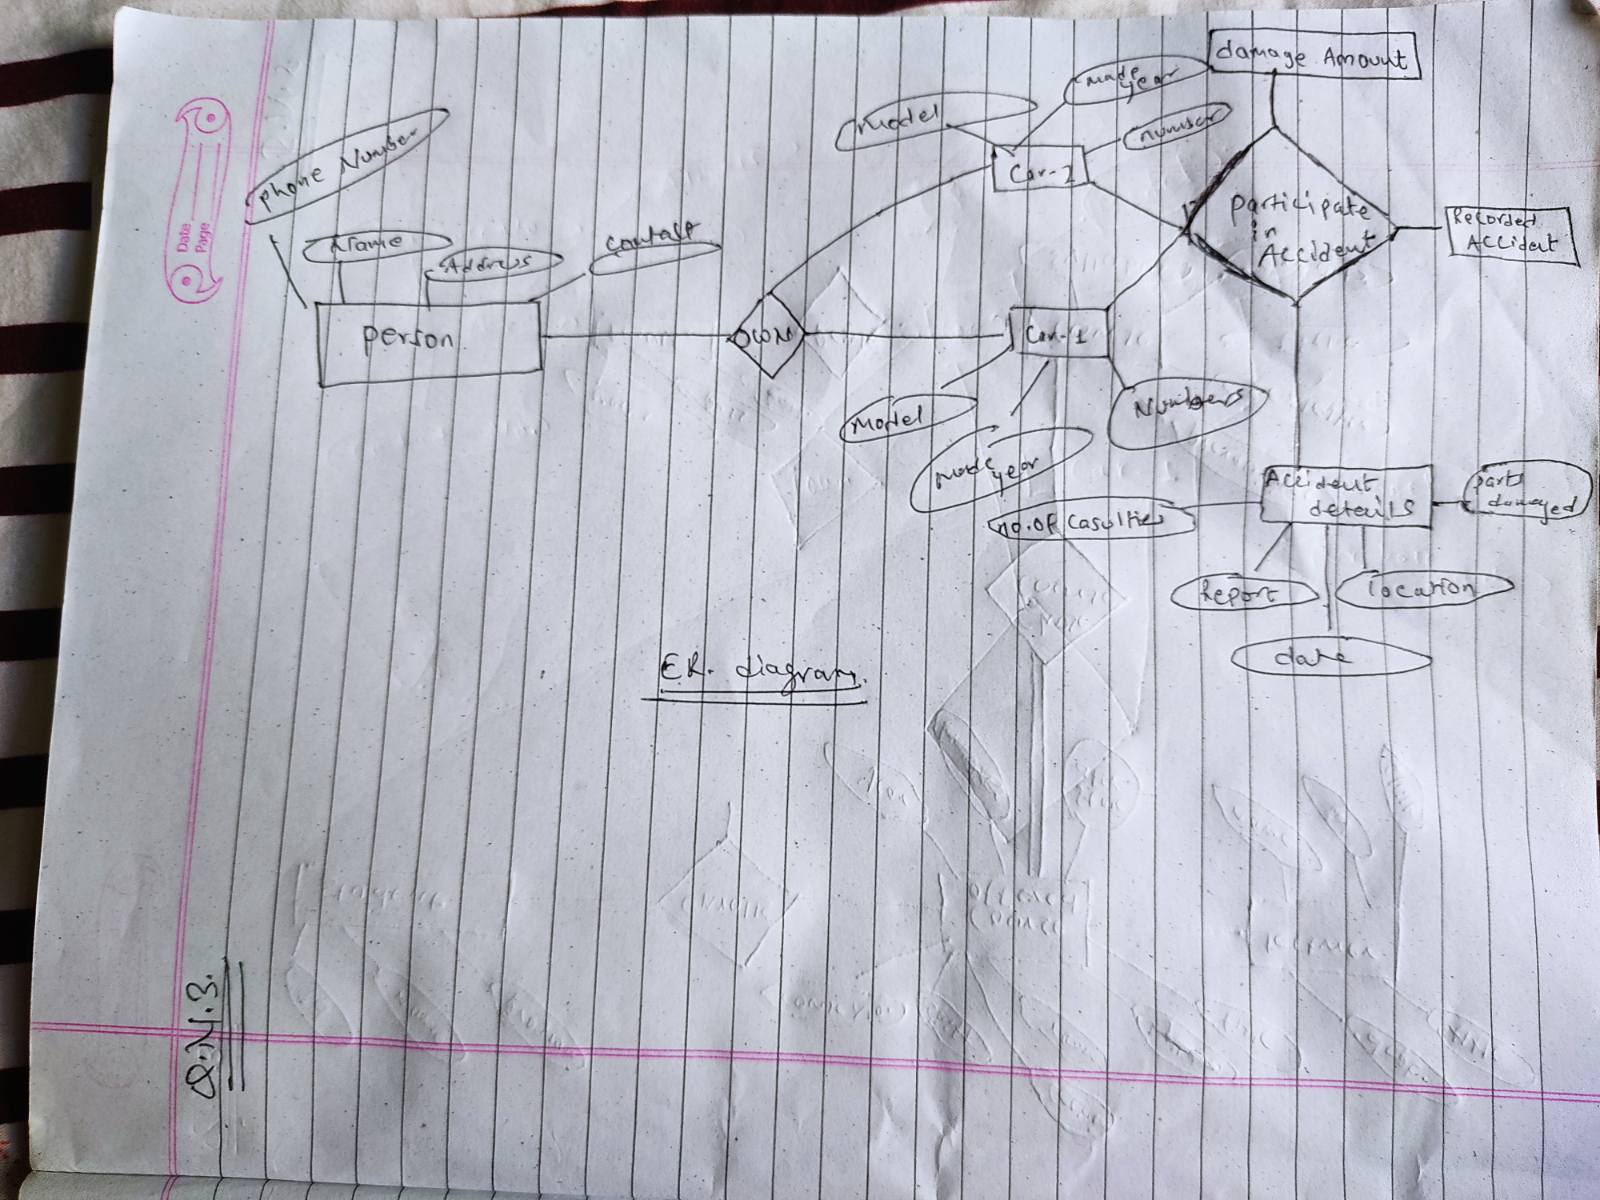 damage Amount
made
year
Model
number
Phone Number
Car-2
participate
in
Accident
Recorded
Accident
Name
Address
contact
person
own
Car-1
Model
made
year
Numbers
Accident
details
parts
damaged
no. of Casulties
Report
location
date
ER. diagram.
Q.N.3.
Date
Page